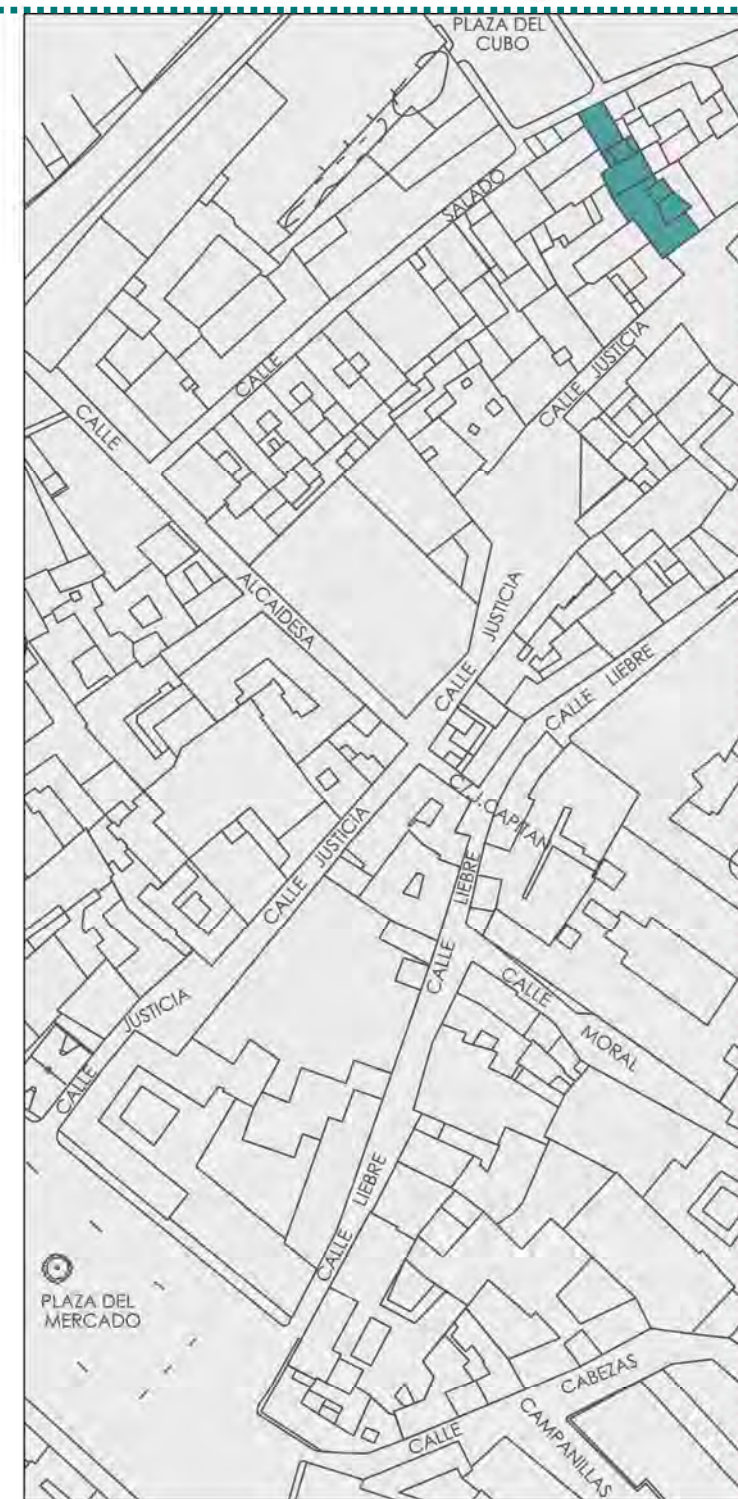 PLAZA DEL
CUBO
SALADO
CALLE
CALLE JUSTICIA
CALLE
ALCAIDESA
CALLE JUSTICIA
CALLE LIEBRE
C/ J.CAPITAN
CALLE JUSTICIA
CALLE LIEBRE
CALLE MORAL
CALLE JUSTICIA
CALLE LIEBRE
PLAZA DEL
MERCADO
CALLE CABEZAS
CAMPANILLAS